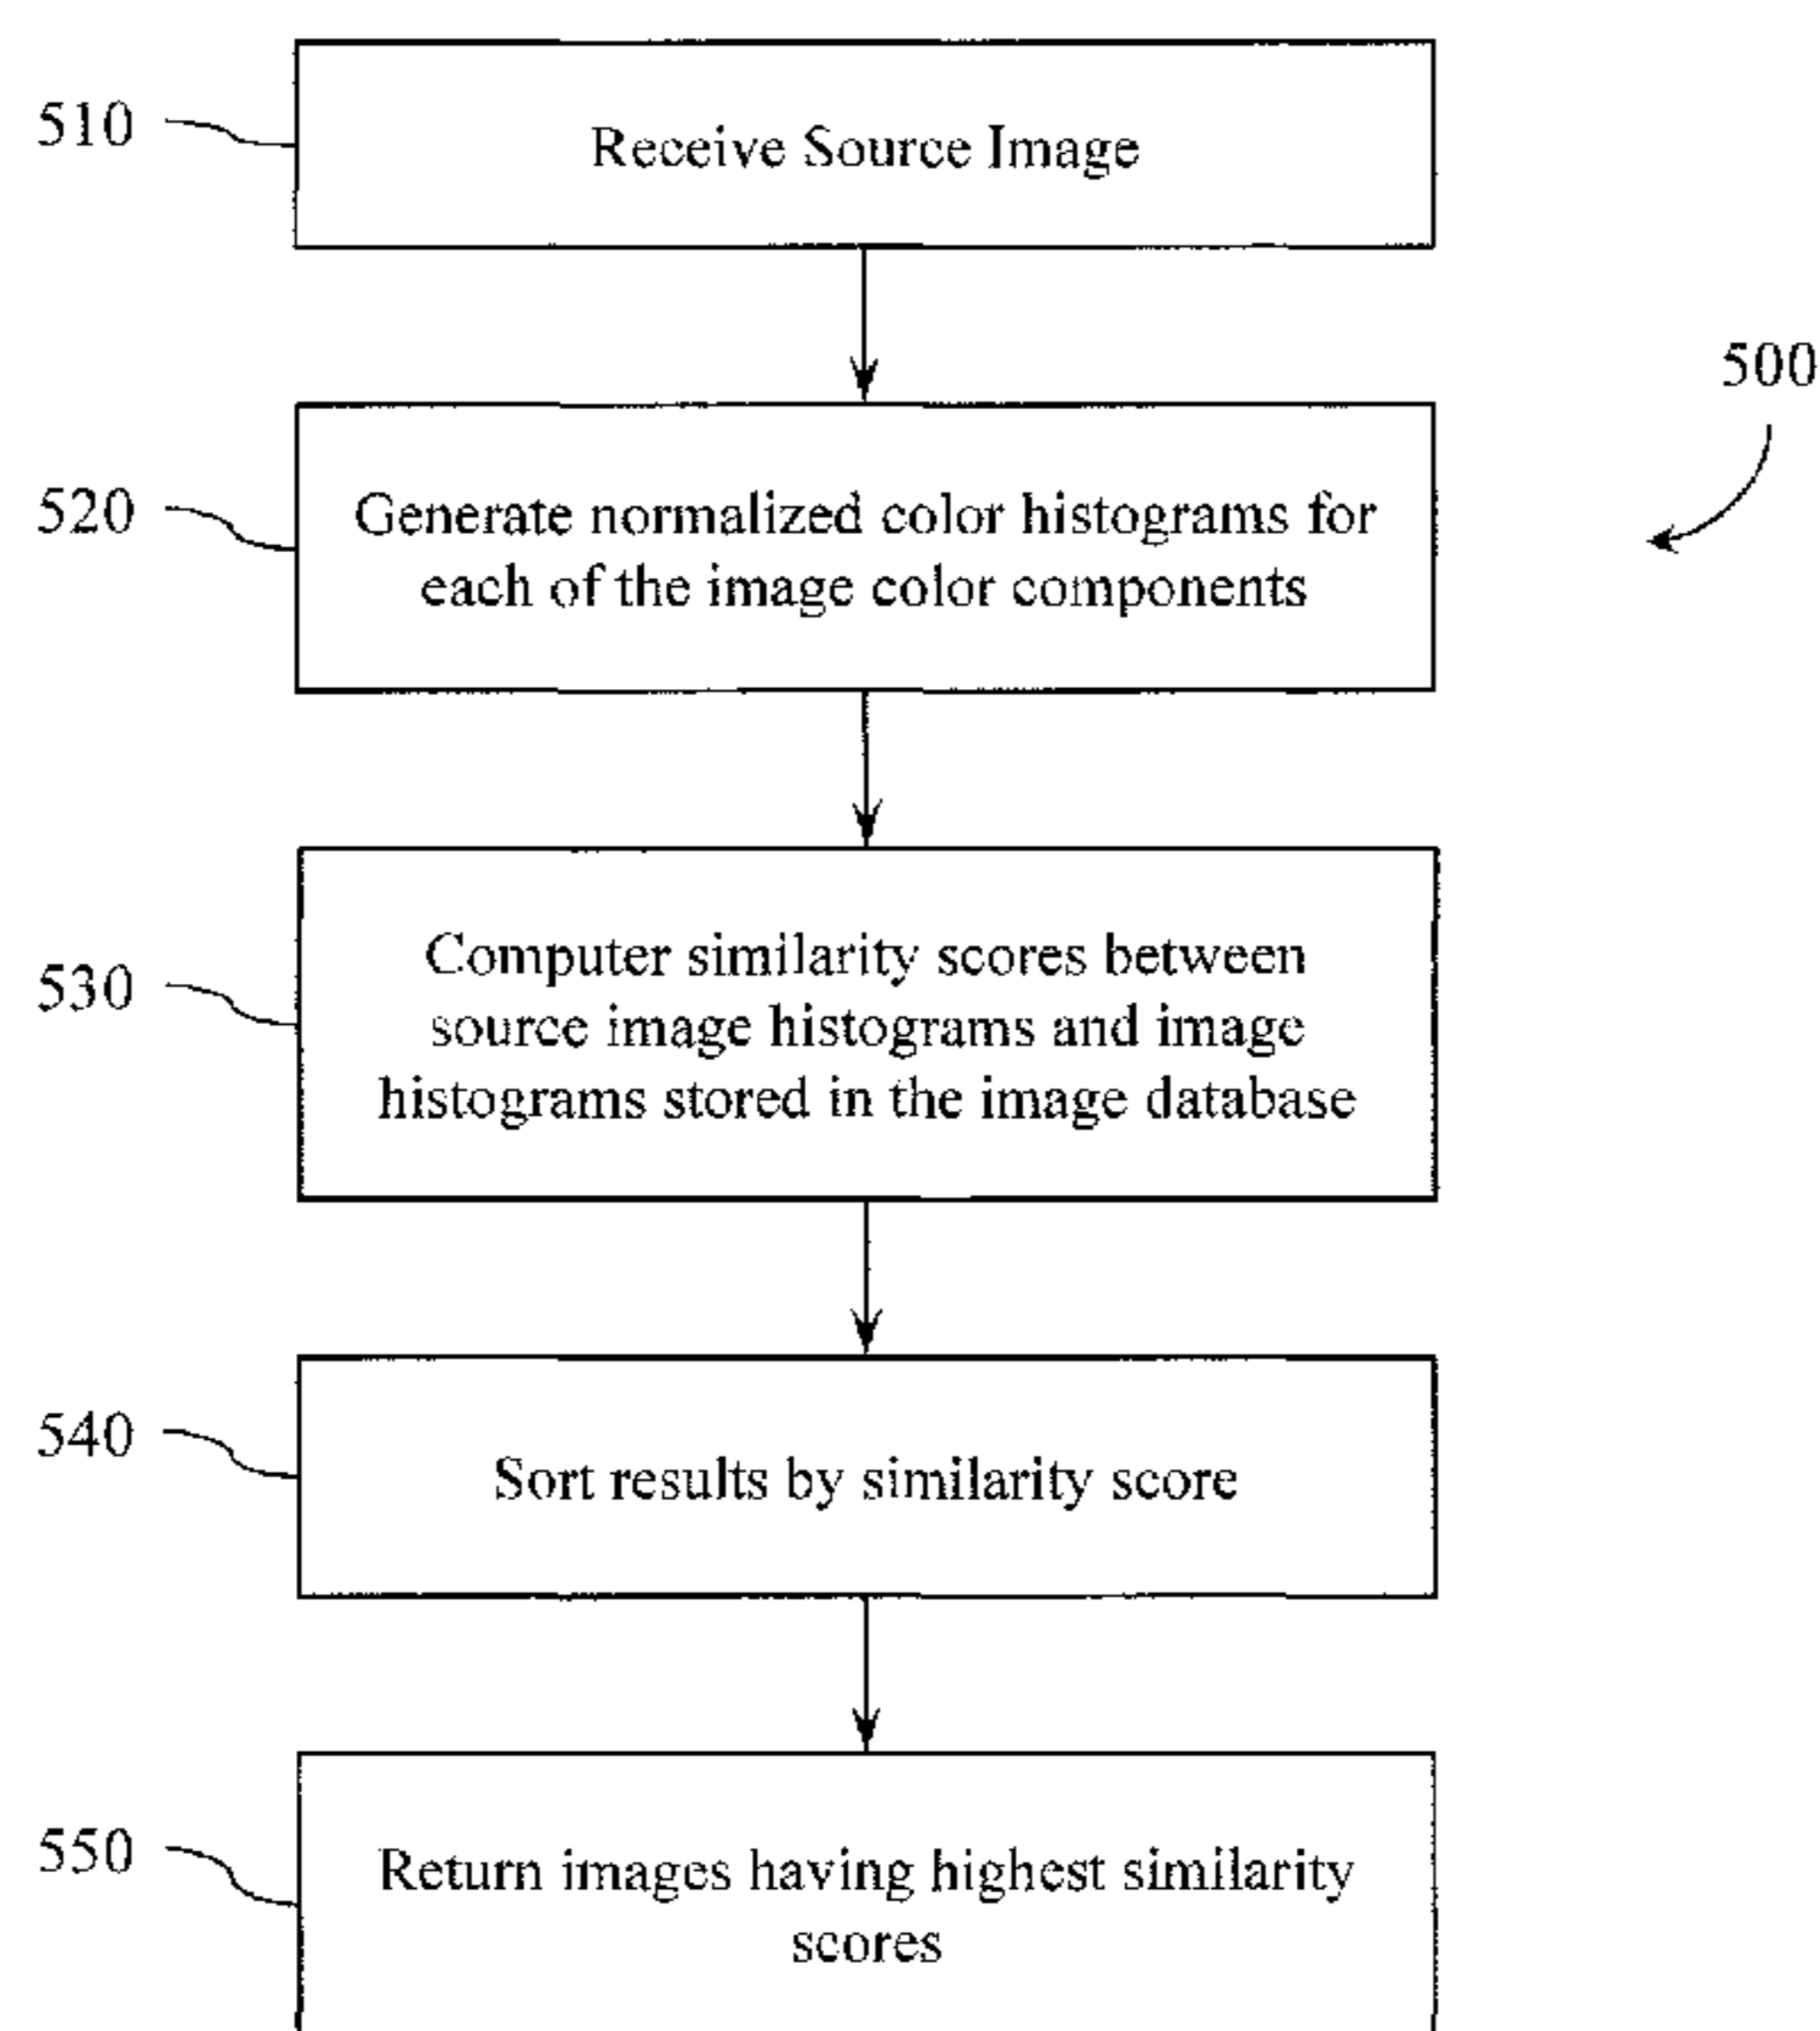 510
Receive Source Image
500
520
Generate normalized color histograms for
each of the image color components
530
Computer similarity scores between
source image histograms and image
histograms stored in the image database
540
Sort results by similarity score
550
Return images having highest similarity
scores